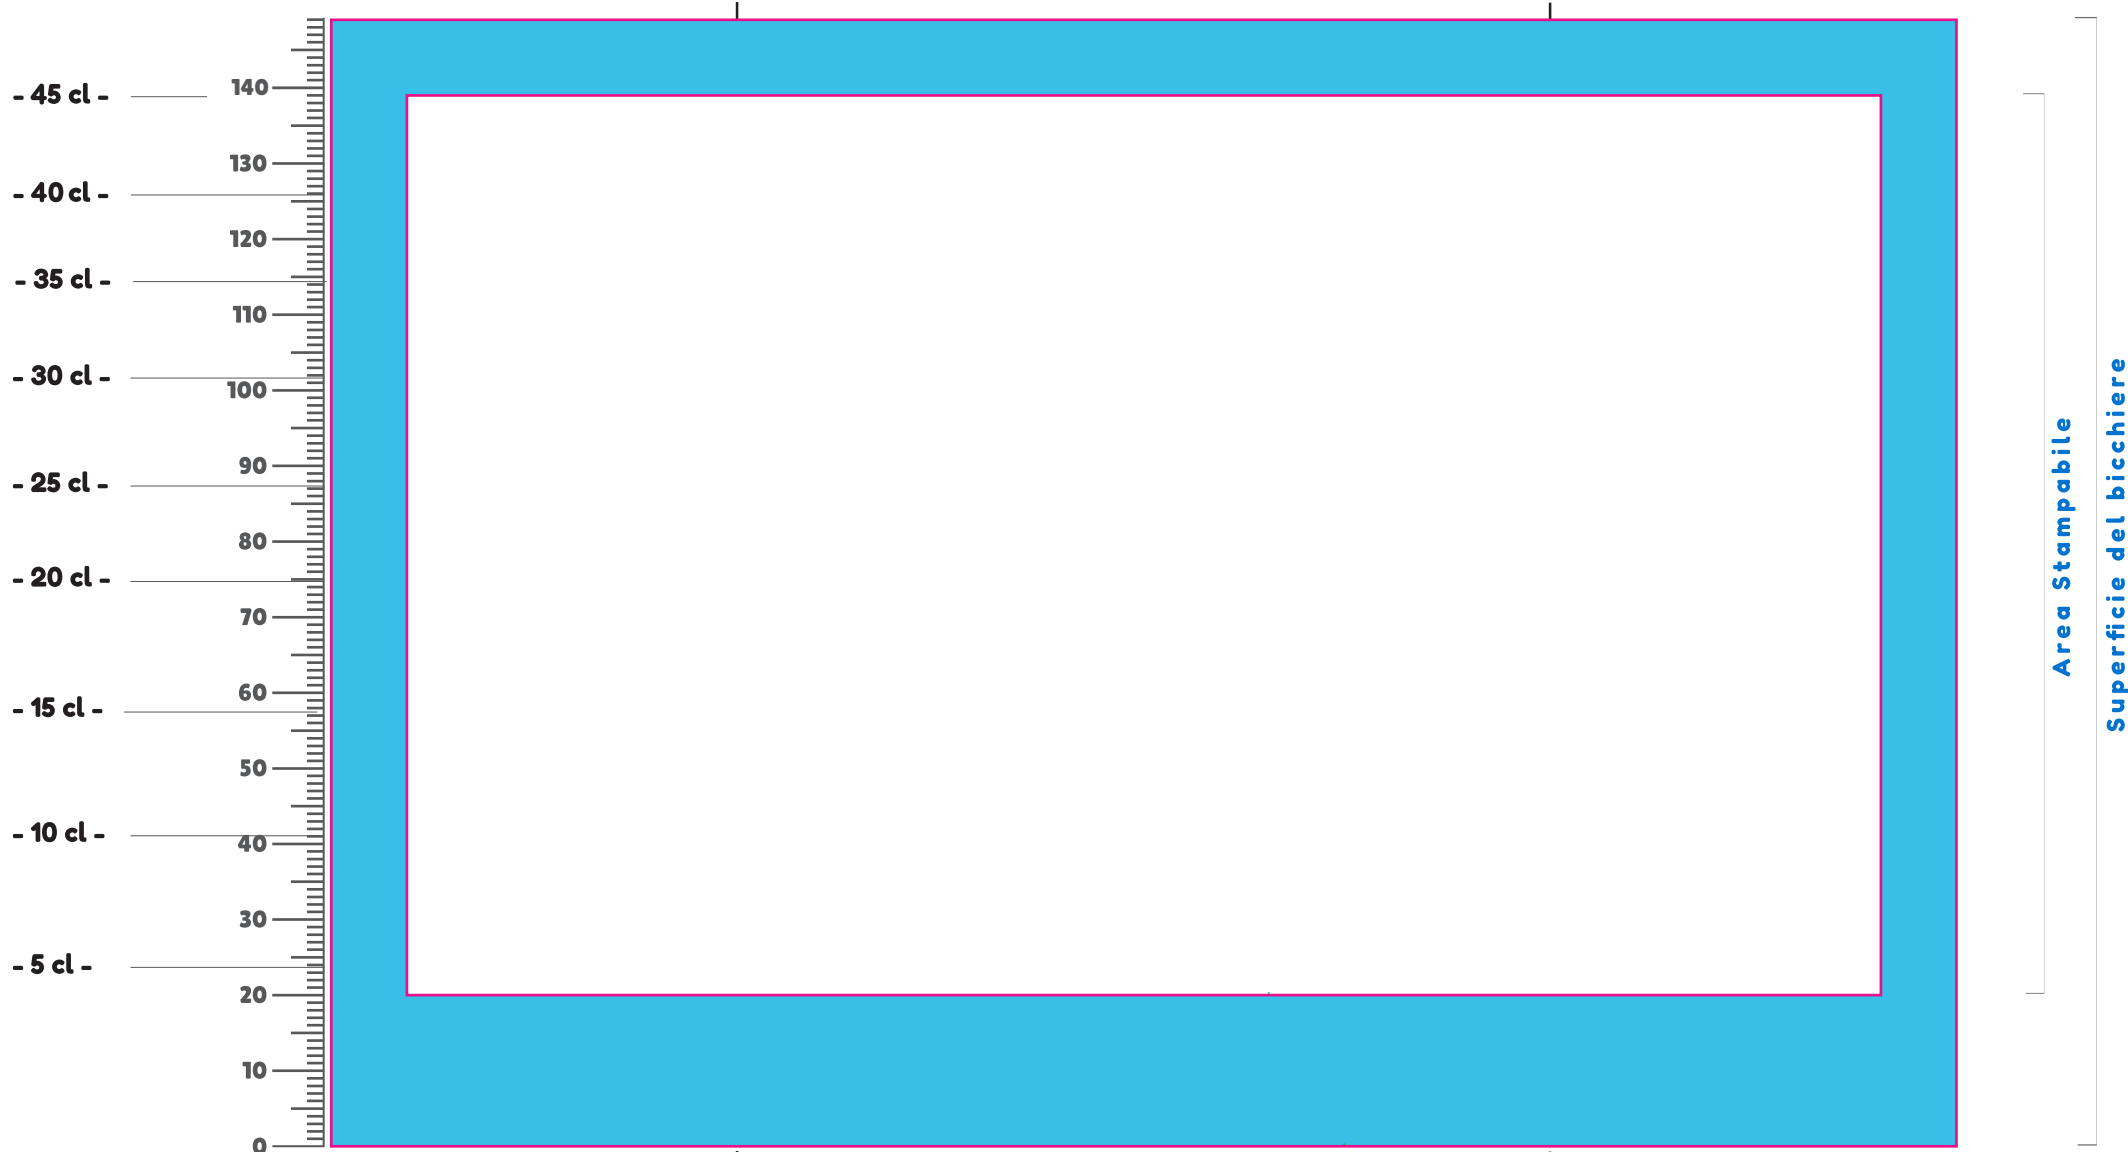 - 45 cl -
- 40 cl -
- 35 cl -
- 30 cl -
- 25 cl -
- 20 cl -
- 15 cl -
- 10 cl -
- 5 cl -
140
130
120
110
100
90
80
70
60
50
40
30
20
10
0
Area Stampabile
Superficie del bicchiere